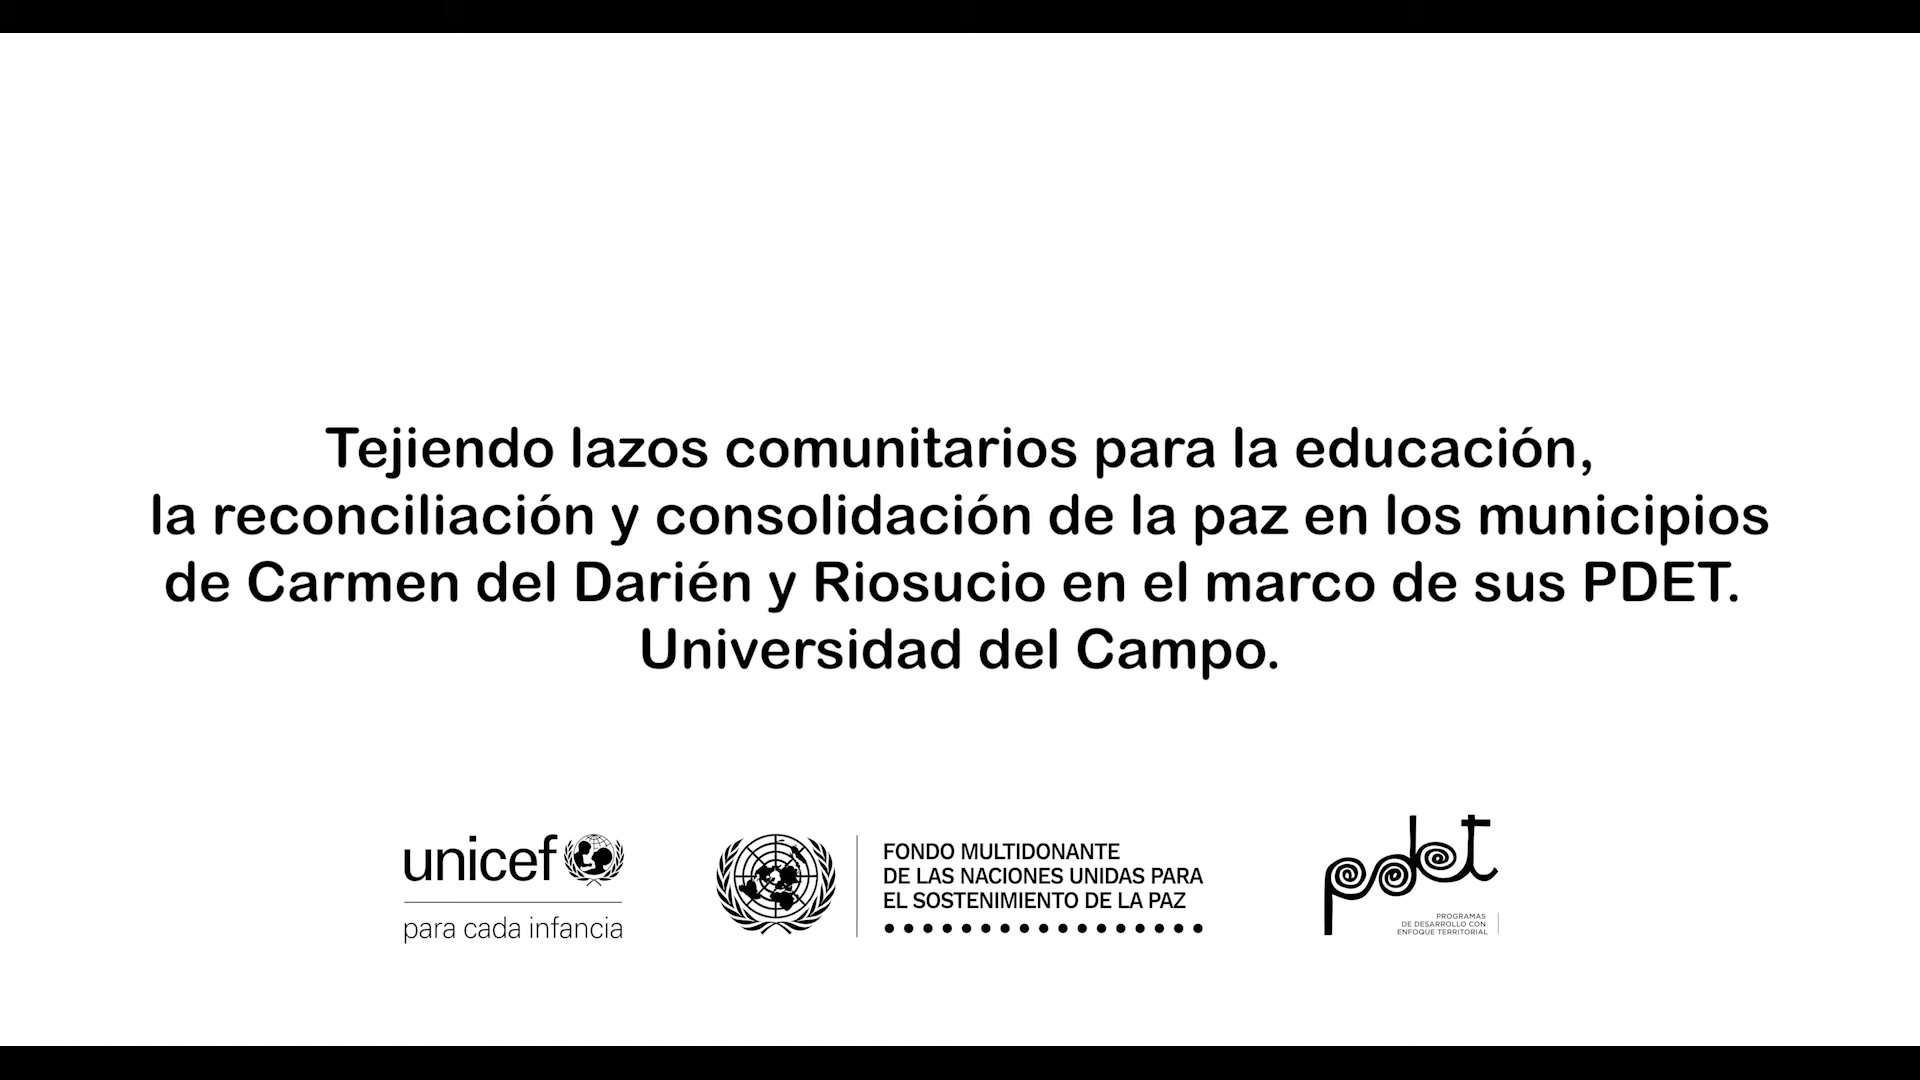 Tejiendo lazos comunitarios para la educación,
la reconciliación y consolidación de la paz en los municipios
de Carmen del Darién y Riosucio en el marco de sus PDET.
Universidad del Campo.
unicef
para cada infancia
FONDO MULTIDONANTE
DE LAS NACIONES UNIDAS PARA
EL SOSTENIMIENTO DE LA PAZ
pdet
PROGRAMAS
DE DESARROLLO CON
ENFOQUE TERRITORIAL